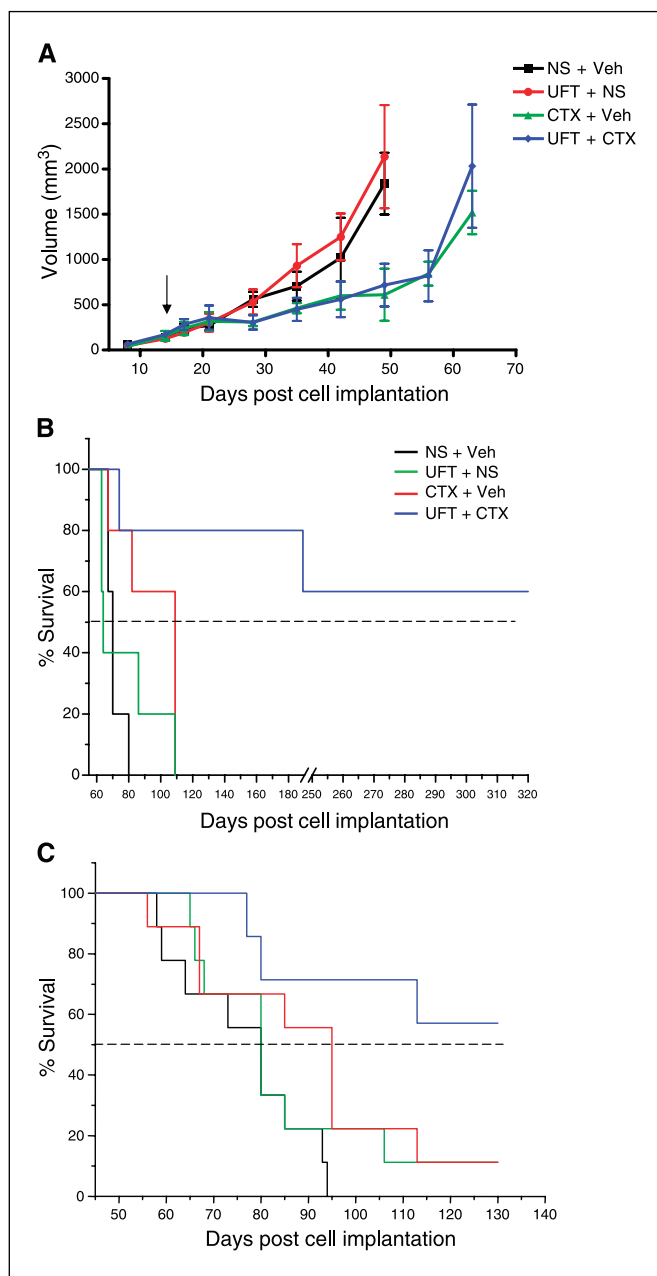 A
NS + Veh
UFT + NS
CTX + Veh
UFT + CTX
3000
2500
2000
1500
1000
500
0
Volume (mm³)
10 20 30 40 50 60 70
Days post cell implantation
B
NS + Veh
UFT + NS
CTX + Veh
UFT + CTX
100
80
60
40
20
0
% Survival
60 80 100 120 140 160 180 250 260 270 280 290 300 310 320
Days post cell implantation
C
100
80
60
40
20
0
% Survival
50 60 70 80 90 100 110 120 130 140
Days post cell implantation